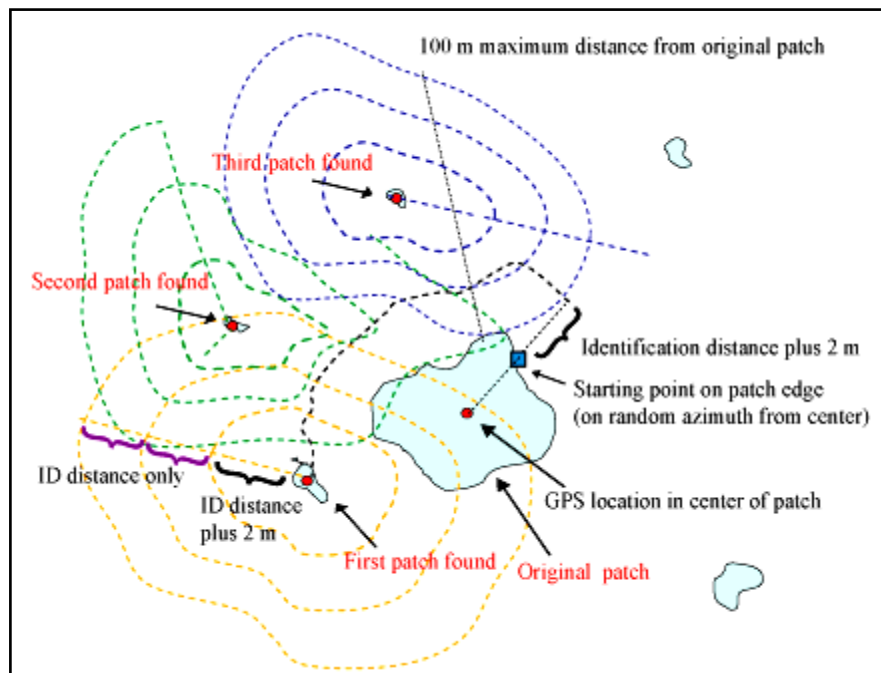 100 m maximum distance from original patch
Third patch found
Second patch found
Identification distance plus 2 m
Starting point on patch edge
(on random azimuth from center)
ID distance only
ID distance
plus 2 m
GPS location in center of patch
First patch found
Original patch